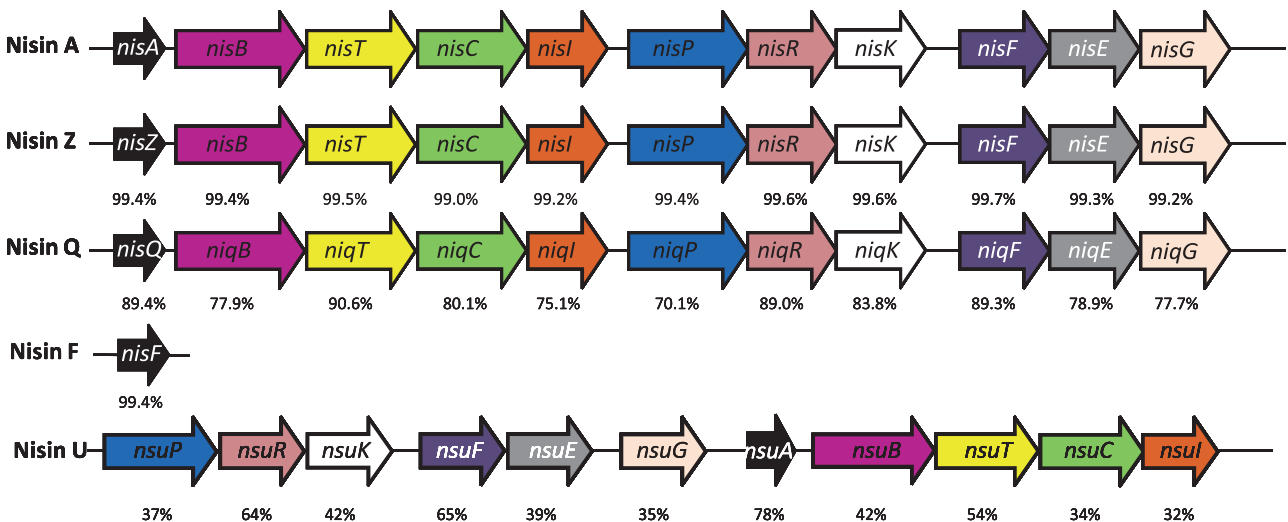 Nisin A nisA nisB nisT nisC nisI nisP nisR nisK nisF nisE nisG
Nisin Z nisZ nisB nisT nisC nisI nisP nisR nisK nisF nisE nisG
99.4% 99.4% 99.5% 99.0% 99.2% 99.4% 99.6% 99.6% 99.7% 99.3% 99.2%
Nisin Q nisQ niqB niqT niqC niqI niqP niqR niqK niqF niqE niqG
89.4% 77.9% 90.6% 80.1% 75.1% 70.1% 89.0% 83.8% 89.3% 78.9% 77.7%
Nisin F nisF
99.4%
Nisin U nsuP nsuR nsuK nsuF nsuE nsuG nsuA nsuB nsuT nsuC nsuI
37% 64% 42% 65% 39% 35% 78% 42% 54% 34% 32%